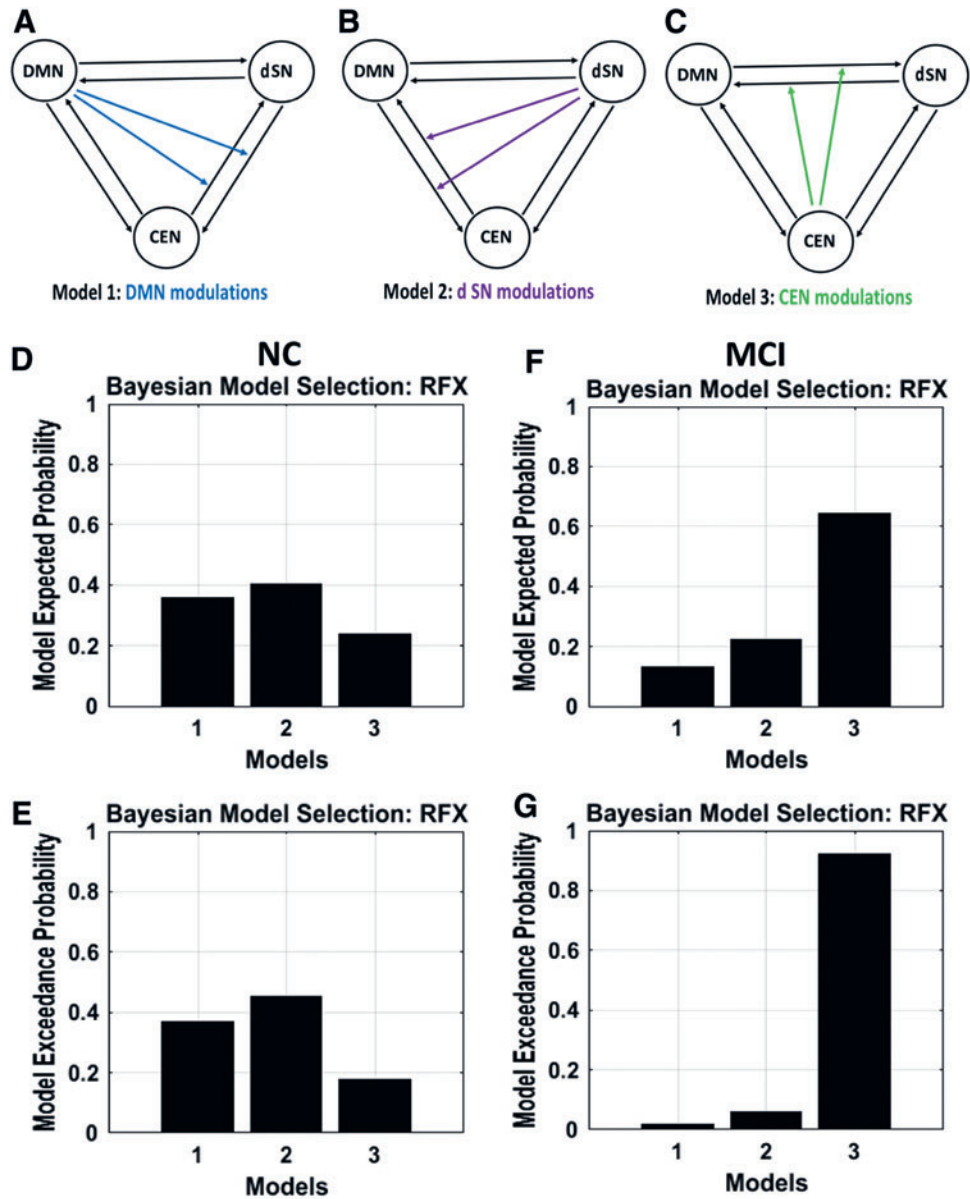 A
B
C
DMN
dSN
CEN
DMN
dSN
CEN
DMN
dSN
CEN
Model 1: DMN modulations
Model 2: d SN modulations
Model 3: CEN modulations
D
NC
Bayesian Model Selection: RFX
Model Expected Probability
1
0.8
0.6
0.4
0.2
0
1 2 3
Models
F
MCI
Bayesian Model Selection: RFX
Model Expected Probability
1
0.8
0.6
0.4
0.2
0
1 2 3
Models
E
Bayesian Model Selection: RFX
Model Exceedance Probability
1
0.8
0.6
0.4
0.2
0
1 2 3
Models
G
Bayesian Model Selection: RFX
Model Exceedance Probability
1
0.8
0.6
0.4
0.2
0
1 2 3
Models